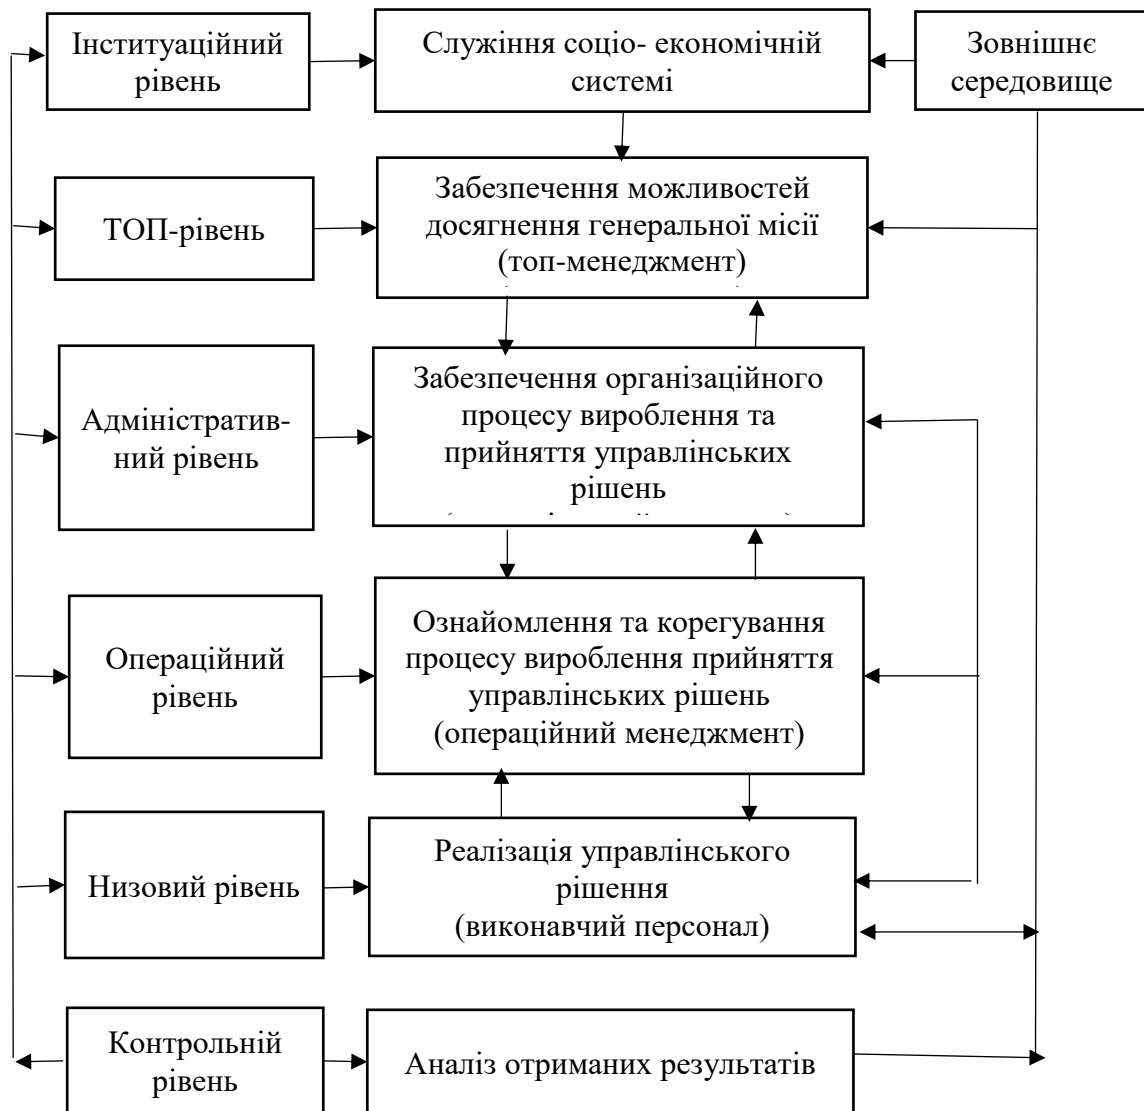 Інституаційний
рівень
Служіння соціо- економічній
системі
Зовнішнє
середовище
ТОП-рівень
Забезпечення можливостей
досягнення генеральної місії
(топ-менеджмент)
Адміністратив-
ний рівень
Забезпечення організаційного
процесу вироблення та
прийняття управлінських
рішень
Операційний
рівень
Ознайомлення та корегування
процесу вироблення прийняття
управлінських рішень
(операційний менеджмент)
Низовий рівень
Реалізація управлінського
рішення
(виконавчий персонал)
Контрольній
рівень
Аналіз отриманих результатів